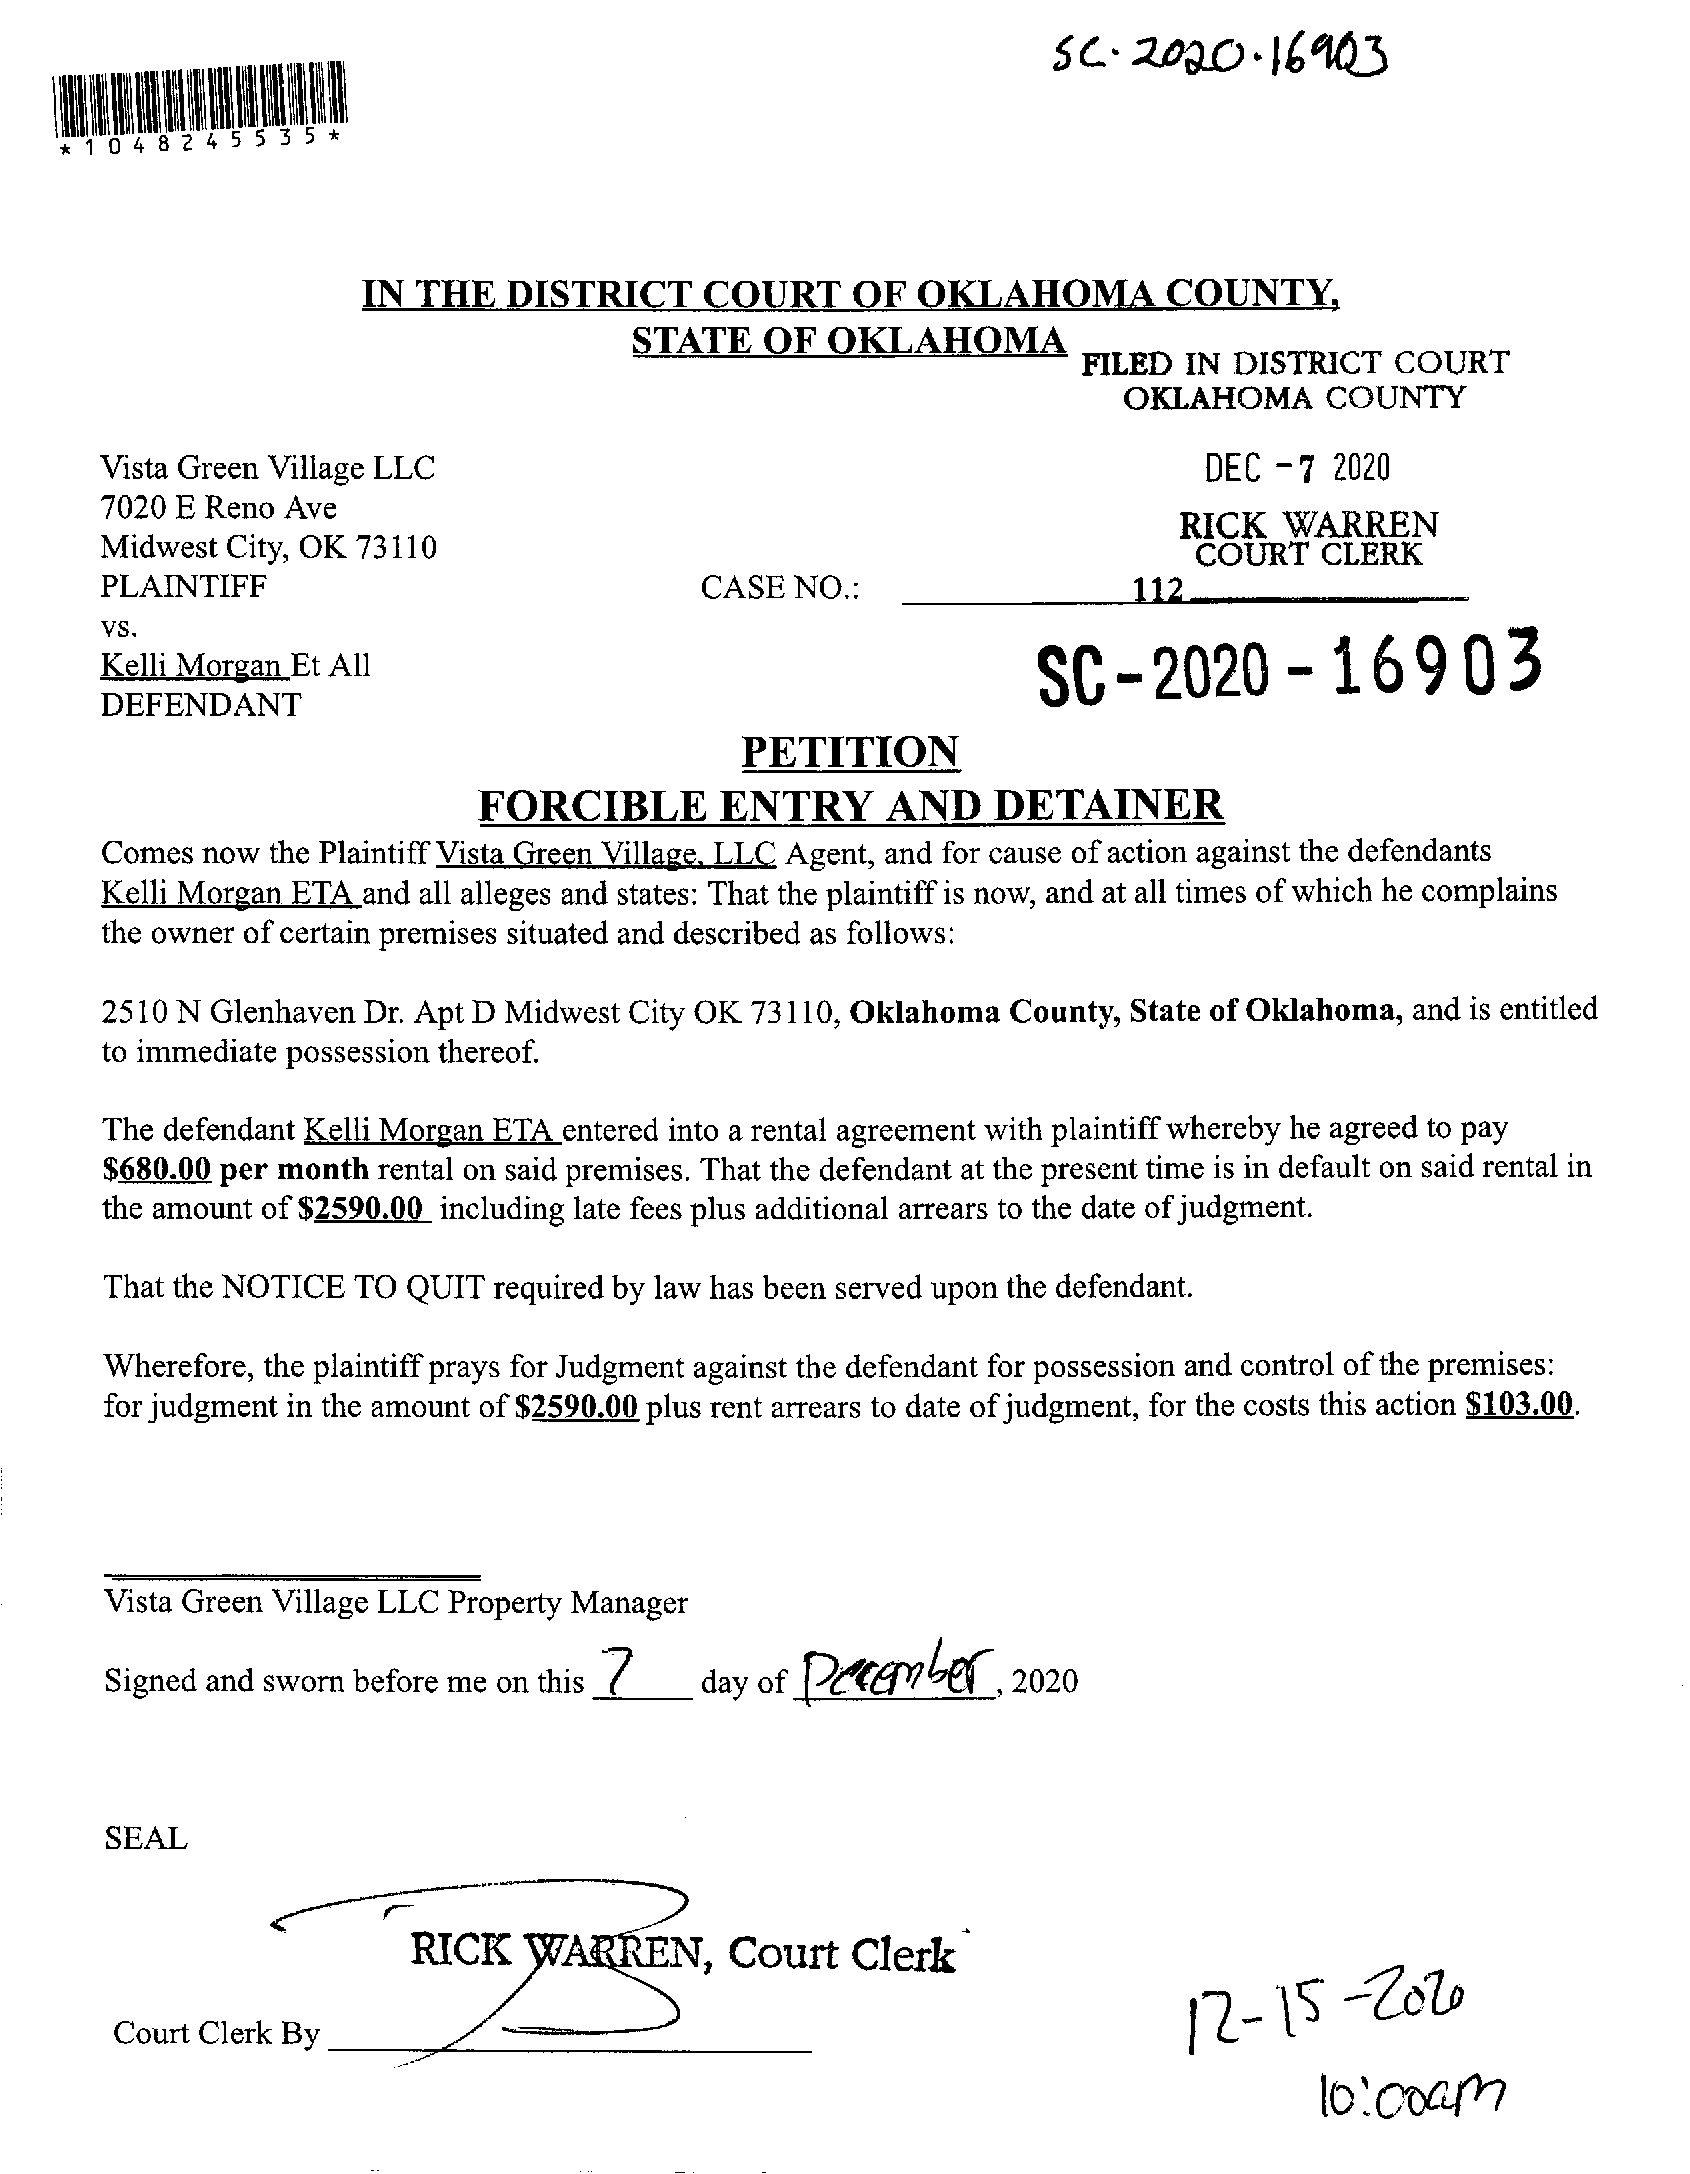 SC-2020-16903
*1048245535*
IN THE DISTRICT COURT OF OKLAHOMA COUNTY,
STATE OF OKLAHOMA
FILED IN DISTRICT COURT
OKLAHOMA COUNTY
Vista Green Village LLC
DEC -7 2020
7020 E Reno Ave
RICK WARREN
Midwest City, OK 73110
COURT CLERK
PLAINTIFF
CASE NO.: 112
vs.
Kelli Morgan Et All
SC-2020-16903
DEFENDANT
PETITION
FORCIBLE ENTRY AND DETAINER
Comes now the Plaintiff Vista Green Village, LLC Agent, and for cause of action against the defendants
Kelli Morgan ETA and all alleges and states: That the plaintiff is now, and at all times of which he complains
the owner of certain premises situated and described as follows:
2510 N Glenhaven Dr. Apt D Midwest City OK 73110, Oklahoma County, State of Oklahoma, and is entitled
to immediate possession thereof.
The defendant Kelli Morgan ETA entered into a rental agreement with plaintiff whereby he agreed to pay
$680.00 per month rental on said premises. That the defendant at the present time is in default on said rental in
the amount of $2590.00 including late fees plus additional arrears to the date of judgment.
That the NOTICE TO QUIT required by law has been served upon the defendant.
Wherefore, the plaintiff prays for Judgment against the defendant for possession and control of the premises:
for judgment in the amount of $2590.00 plus rent arrears to date of judgment, for the costs this action $103.00.
Vista Green Village LLC Property Manager
Signed and sworn before me on this 7 day of December, 2020
SEAL
RICK WARREN, Court Clerk
Court Clerk By
12-15-2020
10:00am